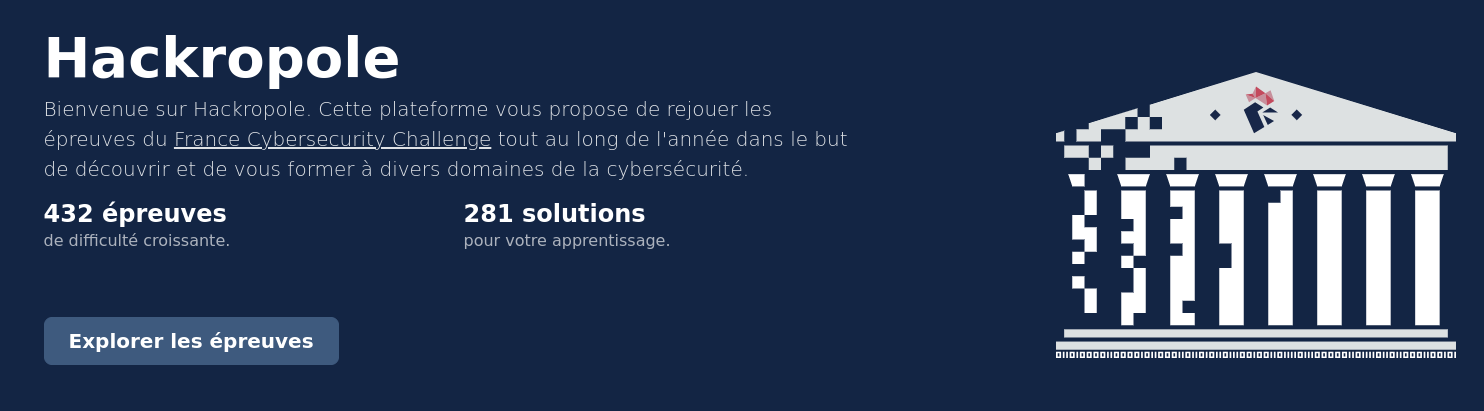 Hackropole
Bienvenue sur Hackropole. Cette plateforme vous propose de rejouer les
épreuves du France Cybersecurity Challenge tout au long de l'année dans le but
de découvrir et de vous former à divers domaines de la cybersécurité.
432 épreuves
de difficulté croissante.
281 solutions
pour votre apprentissage.
Explorer les épreuves